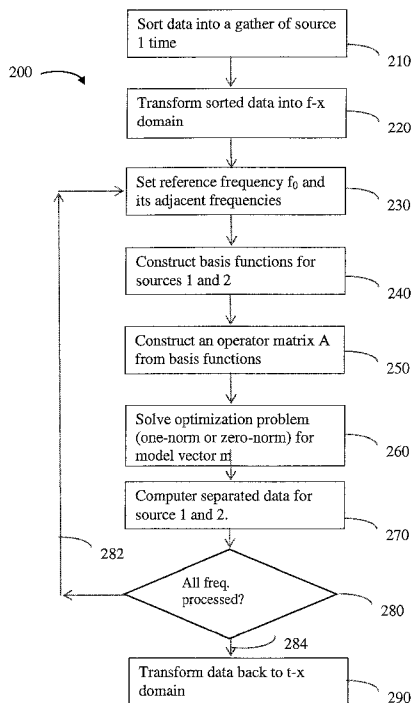 Sort data into a gather of source
1 time
210
200
Transform sorted data into f-x
domain
220
Set reference frequency f₀ and
its adjacent frequencies
230
Construct basis functions for
sources 1 and 2
240
Construct an operator matrix A
from basis functions
250
Solve optimization problem
(one-norm or zero-norm) for
model vector m
260
Computer separated data for
source 1 and 2.
270
282
All freq.
processed?
280
284
Transform data back to t-x
domain
290